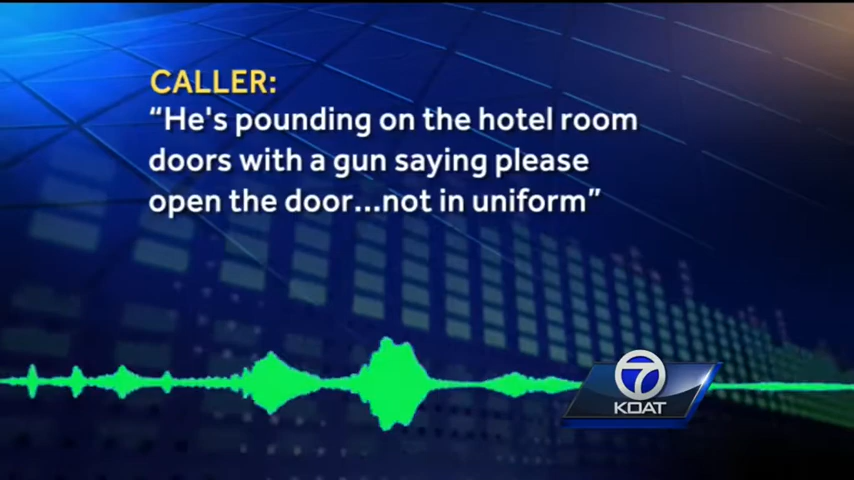 CALLER:
“He's pounding on the hotel room
doors with a gun saying please
open the door...not in uniform”
7
KOAT